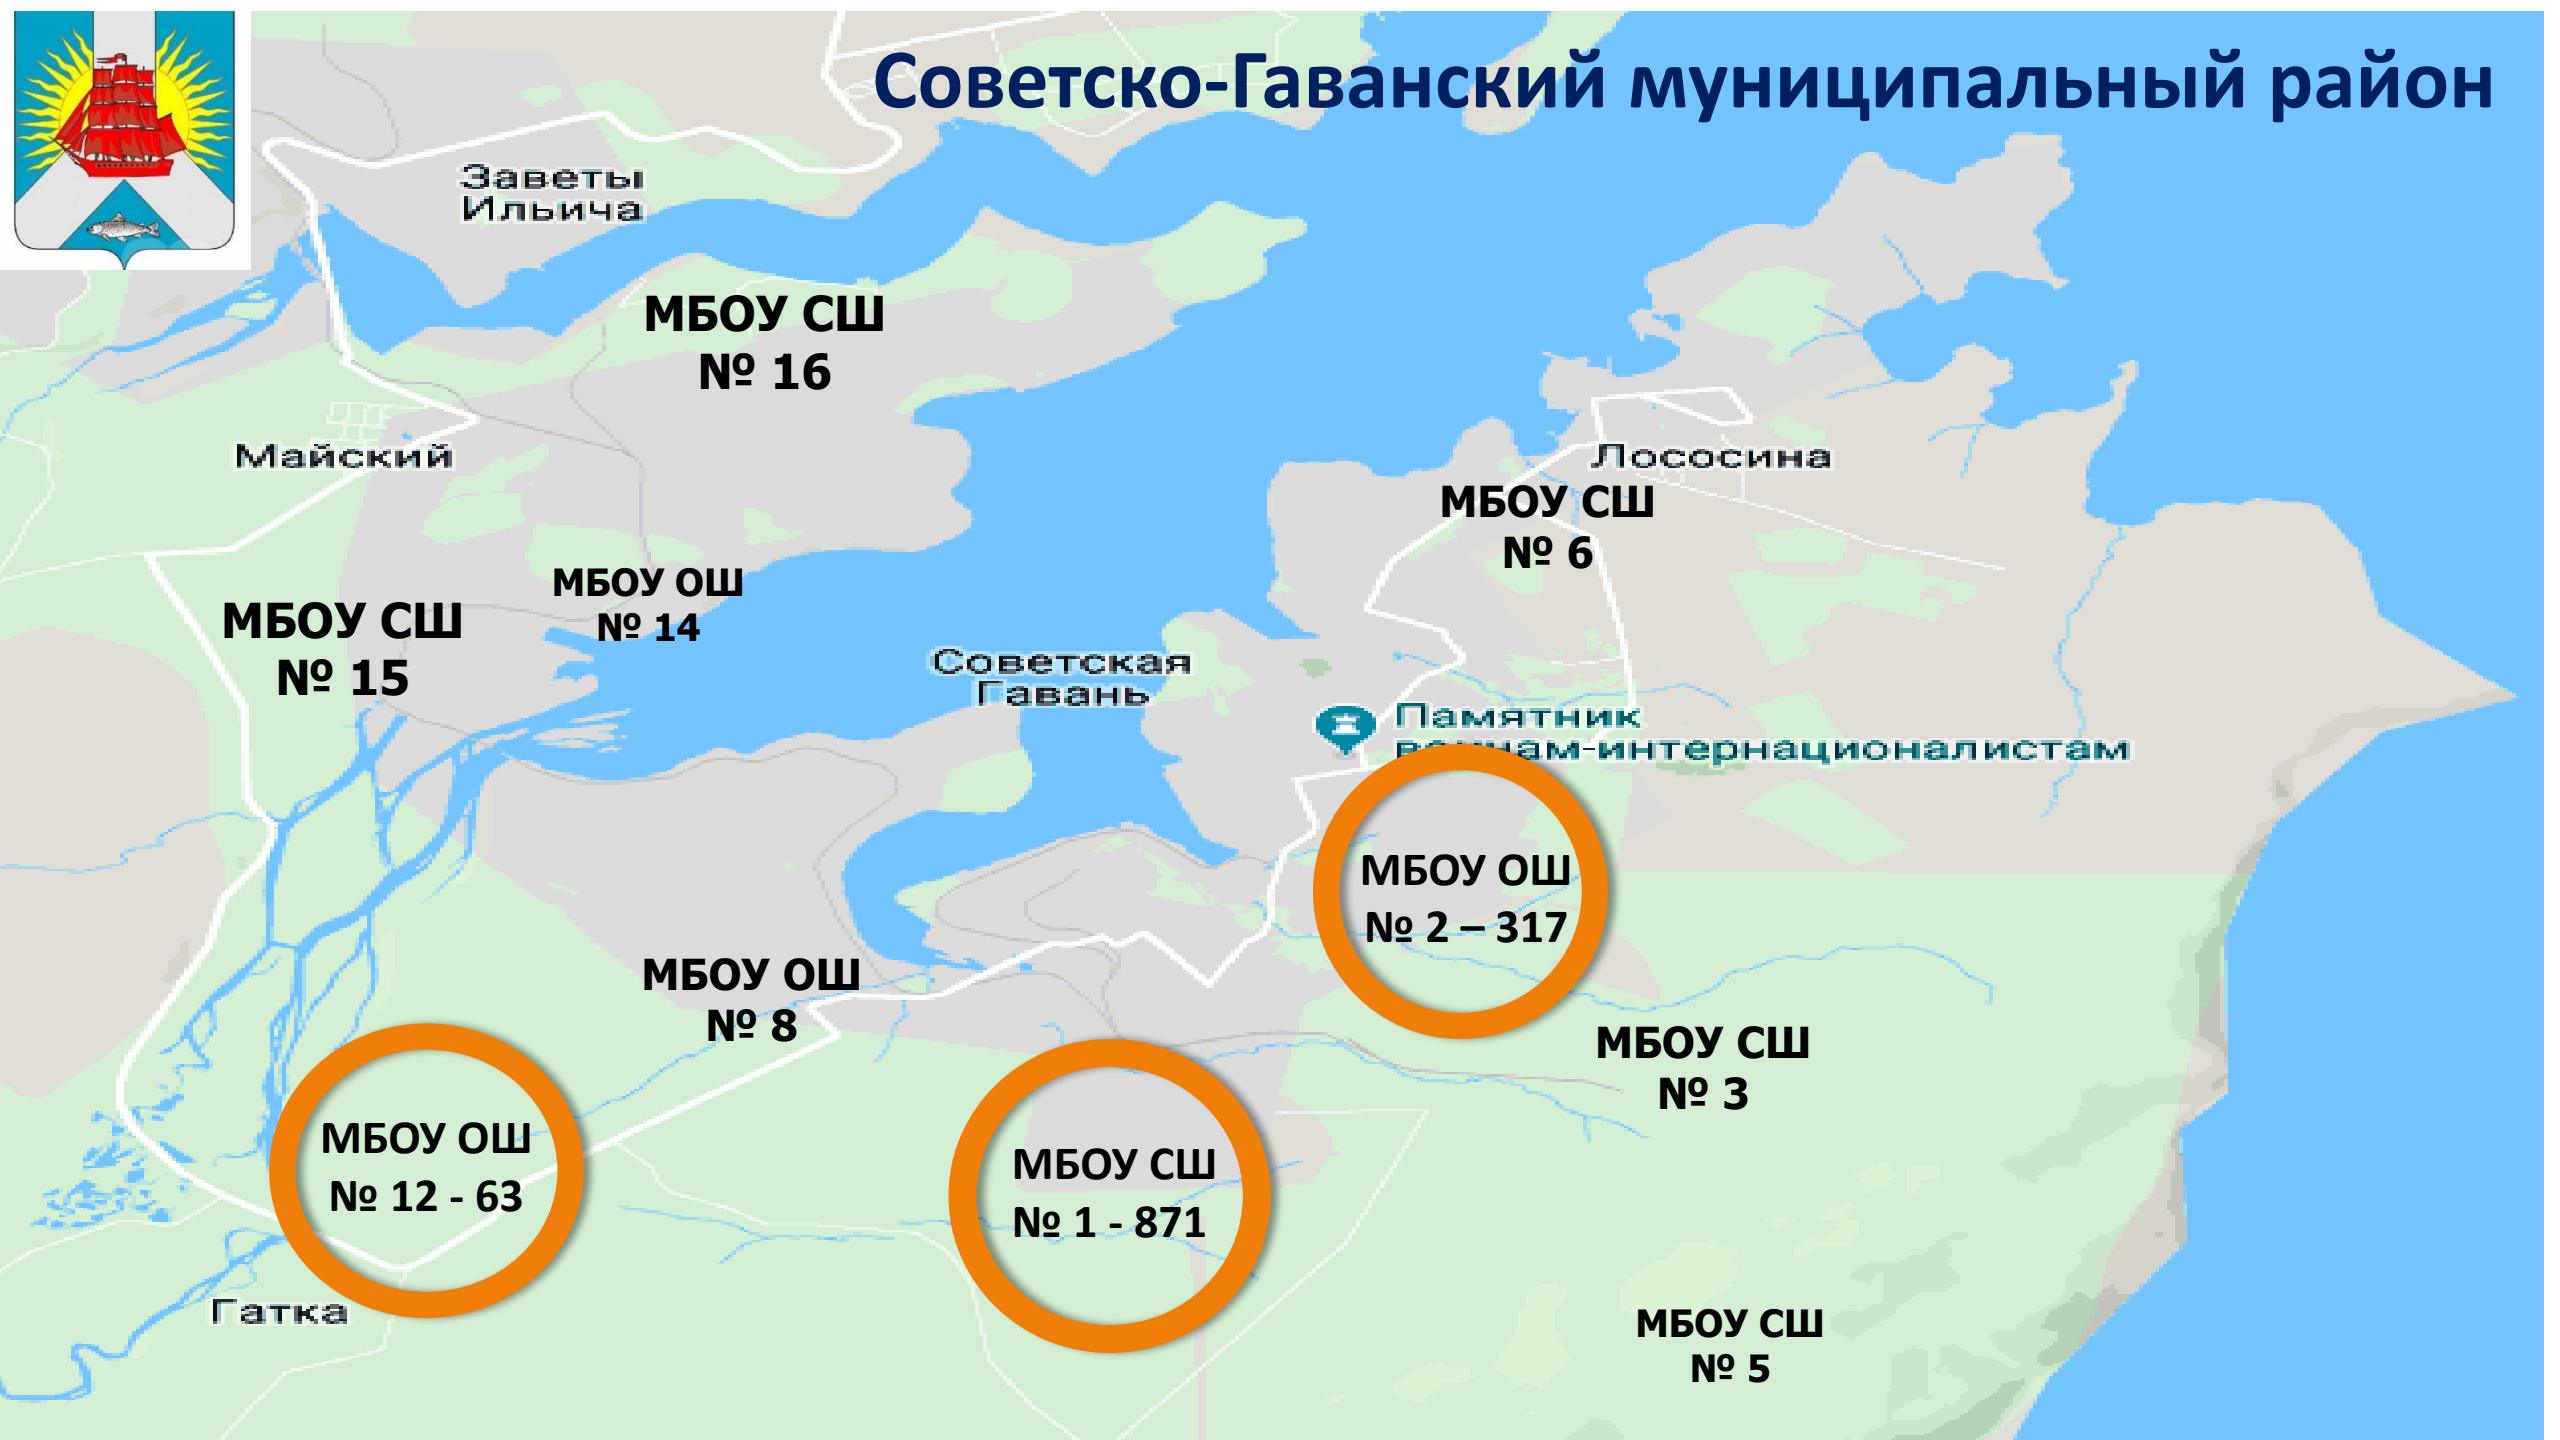 Советско-Гаванский муниципальный район
Заветы
Ильича
МБОУ СШ
№ 16
Майский
Лососина
МБОУ СШ
№ 6
МБОУ ОШ
№ 14
МБОУ СШ
№ 15
Советская
Гавань
Памятник
воинам-интернационалистам
МБОУ ОШ
№ 2 – 317
МБОУ ОШ
№ 8
МБОУ СШ
№ 3
МБОУ ОШ
№ 12 - 63
МБОУ СШ
№ 1 - 871
Гатка
МБОУ СШ
№ 5